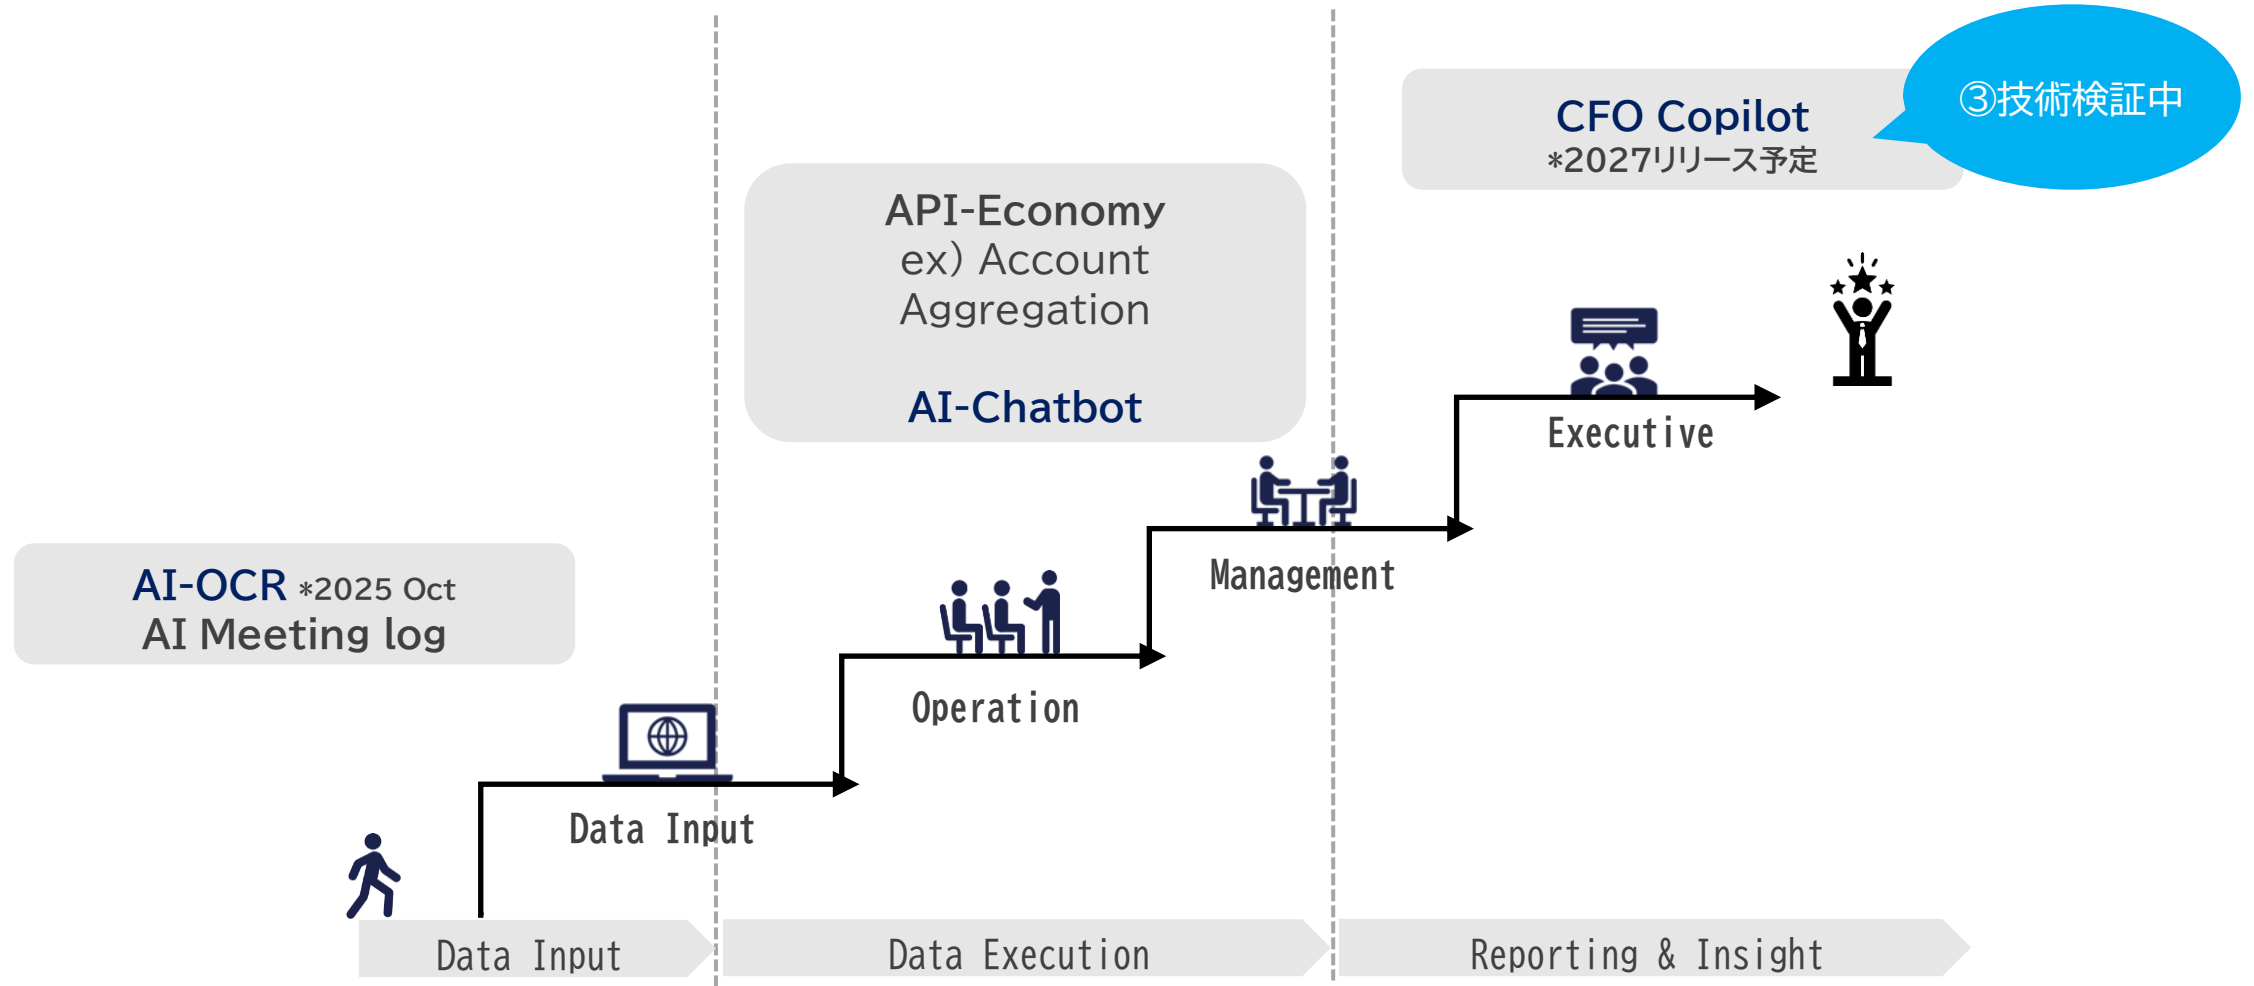 ③技術検証中
CFO Copilot
*2027リリース予定
API-Economy
ex) Account
Aggregation
AI-Chatbot
Executive
Management
AI-OCR *2025 Oct
AI Meeting log
Operation
Data Input
Data Input
Data Execution
Reporting & Insight